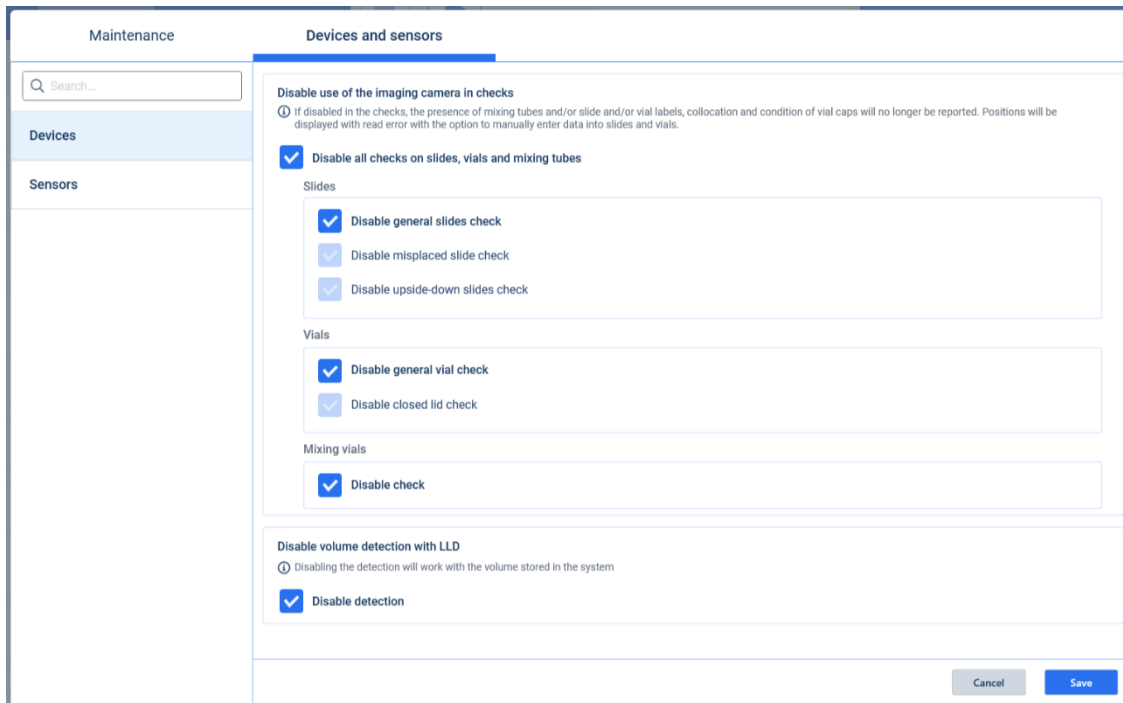 Maintenance
Devices and sensors
Search...
Devices
Sensors
Disable use of the imaging camera in checks
If disabled in the checks, the presence of mixing tubes and/or slide and/or vial labels, collocation and condition of vial caps will no longer be reported. Positions will be
displayed with read error with the option to manually enter data into slides and vials.
Disable all checks on slides, vials and mixing tubes
Slides
Disable general slides check
Disable misplaced slide check
Disable upside-down slides check
Vials
Disable general vial check
Disable closed lid check
Mixing vials
Disable check
Disable volume detection with LLD
Disabling the detection will work with the volume stored in the system
Disable detection
Cancel
Save